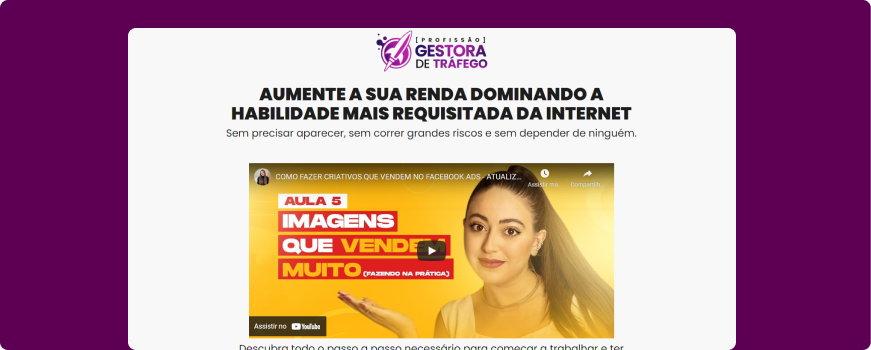 [PROFISSÃO]
GESTORA
DE TRÁFEGO
AUMENTE A SUA RENDA DOMINANDO A
HABILIDADE MAIS REQUISITADA DA INTERNET
Sem precisar aparecer, sem correr grandes riscos e sem depender de ninguém.
COMO FAZER CRIATIVOS QUE VENDEM NO FACEBOOK ADS - ATUALIZ...
Assistir ma...
Compartilh...
AULA 5
IMAGENS
QUE VENDEM
MUITO (FAZENDO NA PRÁTICA)
Assistir no YouTube
Descubra todo o passo a passo necessário para começar a trabalhar e ter